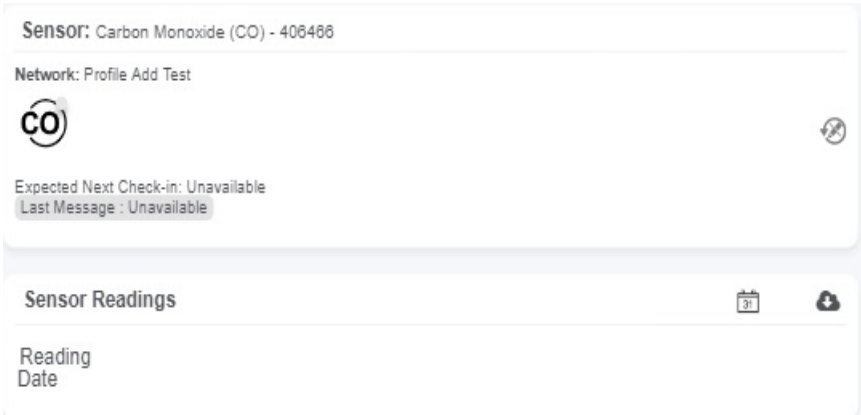 Sensor: Carbon Monoxide (CO) - 406466
Network: Profile Add Test
CO
Expected Next Check-in: Unavailable
Last Message : Unavailable
Sensor Readings
31
Reading
Date